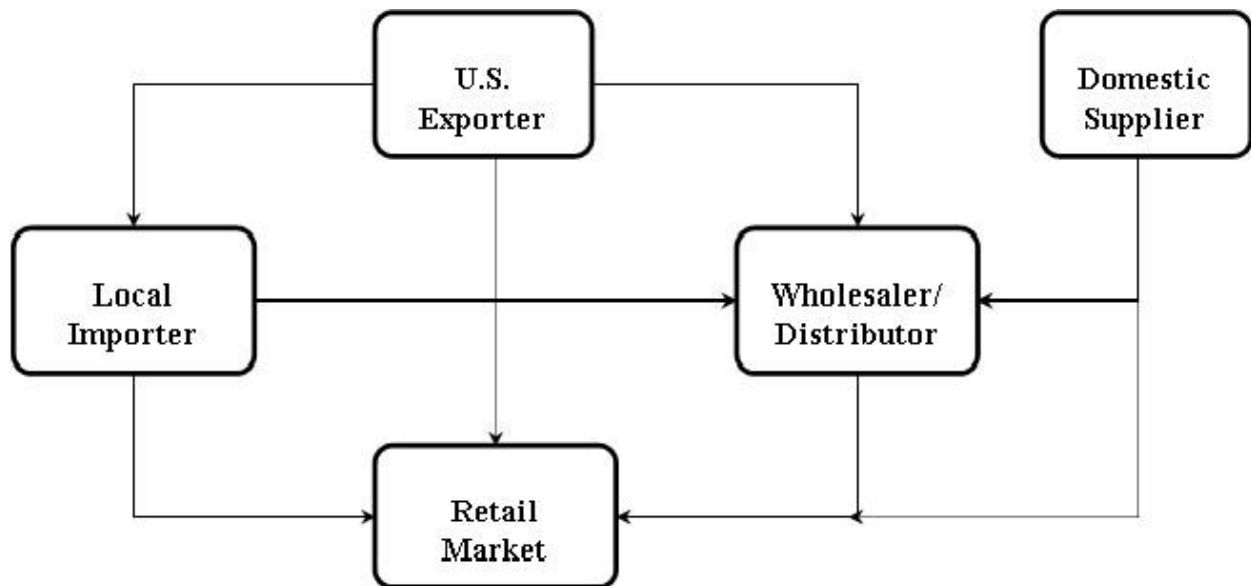 U.S.
Exporter
Domestic
Supplier
Local
Importer
Wholesaler/
Distributor
Retail
Market